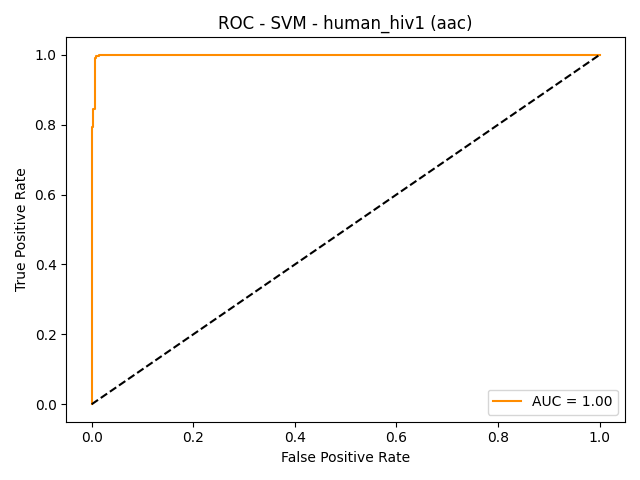 ROC - SVM - human_hiv1 (aac)
True Positive Rate
1.0
0.8
0.6
0.4
0.2
0.0
AUC = 1.00
0.0 0.2 0.4 0.6 0.8 1.0
False Positive Rate